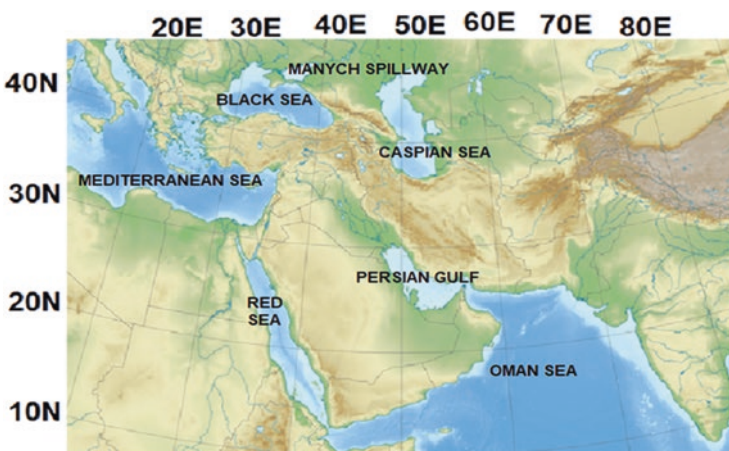 20E 30E 40E 50E 60E 70E 80E
40N
MANYCH SPILLWAY
BLACK SEA
CASPIAN SEA
30N
MEDITERRANEAN SEA
PERSIAN GULF
20N
RED
SEA
OMAN SEA
10N